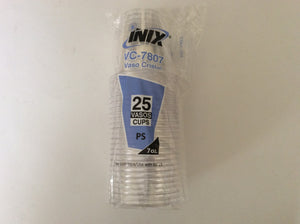 INIX
VC-7807
Vaso Cristal
25
VASOS
CUPS
PS
7oz.